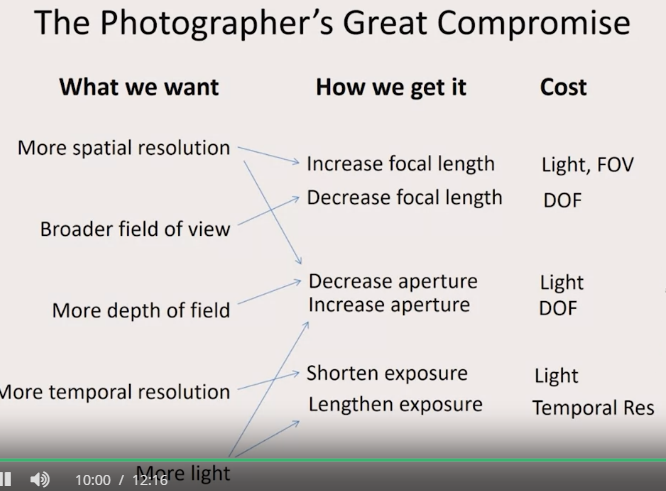 The Photographer's Great Compromise
What we want How we get it Cost
More spatial resolution
Increase focal length Light, FOV
Decrease focal length DOF
Broader field of view
Decrease aperture Light
More depth of field
Increase aperture DOF
Shorten exposure Light
More temporal resolution
Lengthen exposure Temporal Res
More light
10:00 / 12:16